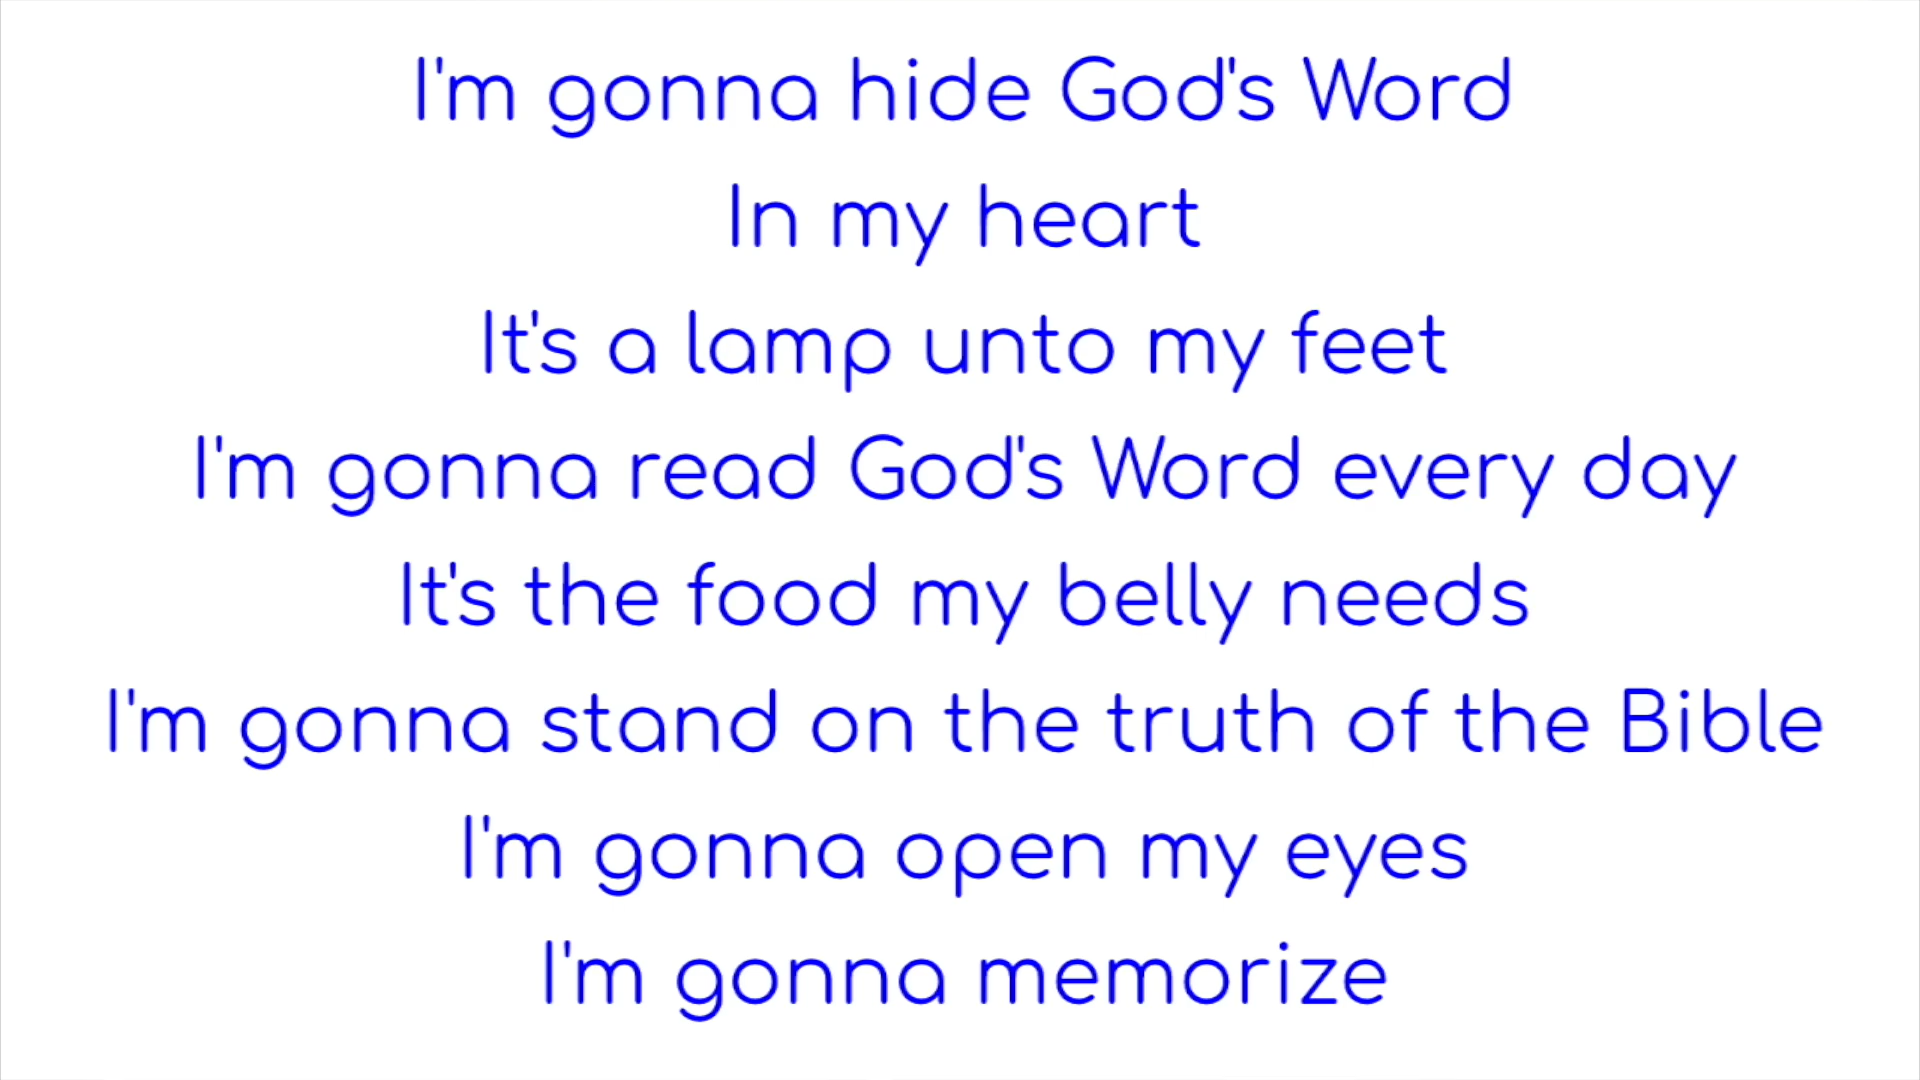 I'm gonna hide God's Word
In my heart
It's a lamp unto my feet
I'm gonna read God's Word every day
It's the food my belly needs
I'm gonna stand on the truth of the Bible
I'm gonna open my eyes
I'm gonna memorize